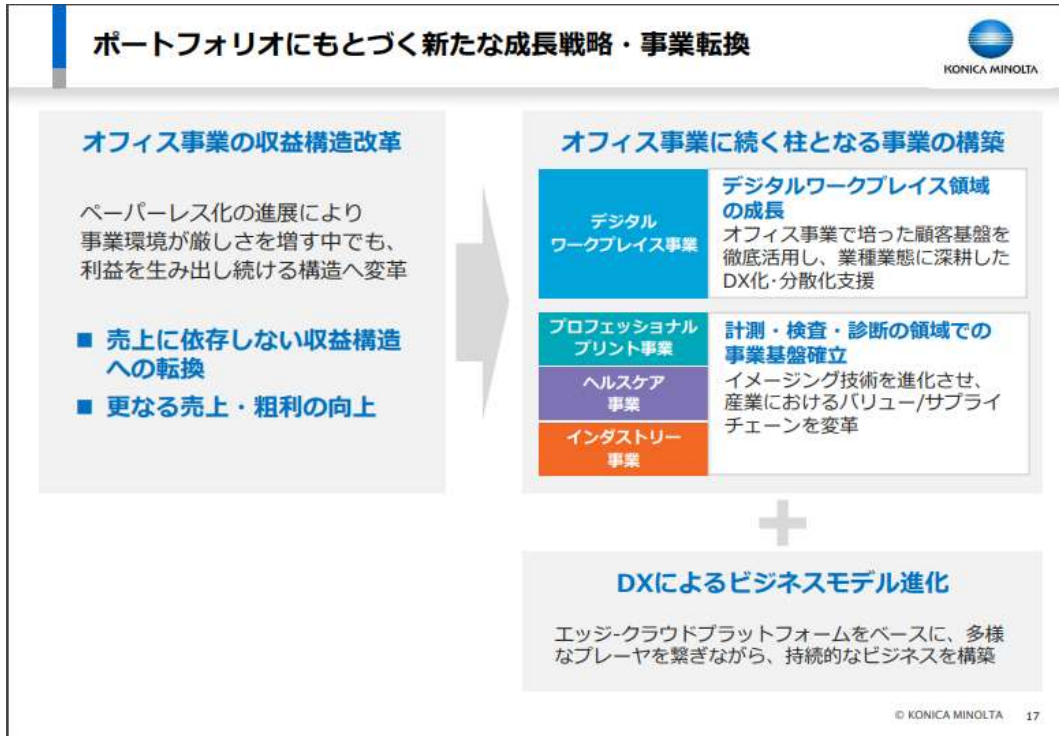 ポートフォリオにもとづく新たな成長戦略・事業転換
KONICA MINOLTA
オフィス事業の収益構造改革
ペーパーレス化の進展により
事業環境が厳しさを増す中でも、
利益を生み出し続ける構造へ変革
■ 売上に依存しない収益構造
への転換
■ 更なる売上・粗利の向上
オフィス事業に続く柱となる事業の構築
デジタル
ワークプレイス事業
デジタルワークプレイス領域
の成長
オフィス事業で培った顧客基盤を
徹底活用し、業種業態に深耕した
DX化･分散化支援
プロフェッショナル
プリント事業
ヘルスケア
事業
インダストリー
事業
計測・検査・診断の領域での
事業基盤確立
イメージング技術を進化させ、
産業におけるバリュー/サプライ
チェーンを変革
DXによるビジネスモデル進化
エッジ-クラウドプラットフォームをベースに、多様
なプレーヤを繋ぎながら、持続的なビジネスを構築
© KONICA MINOLTA 17